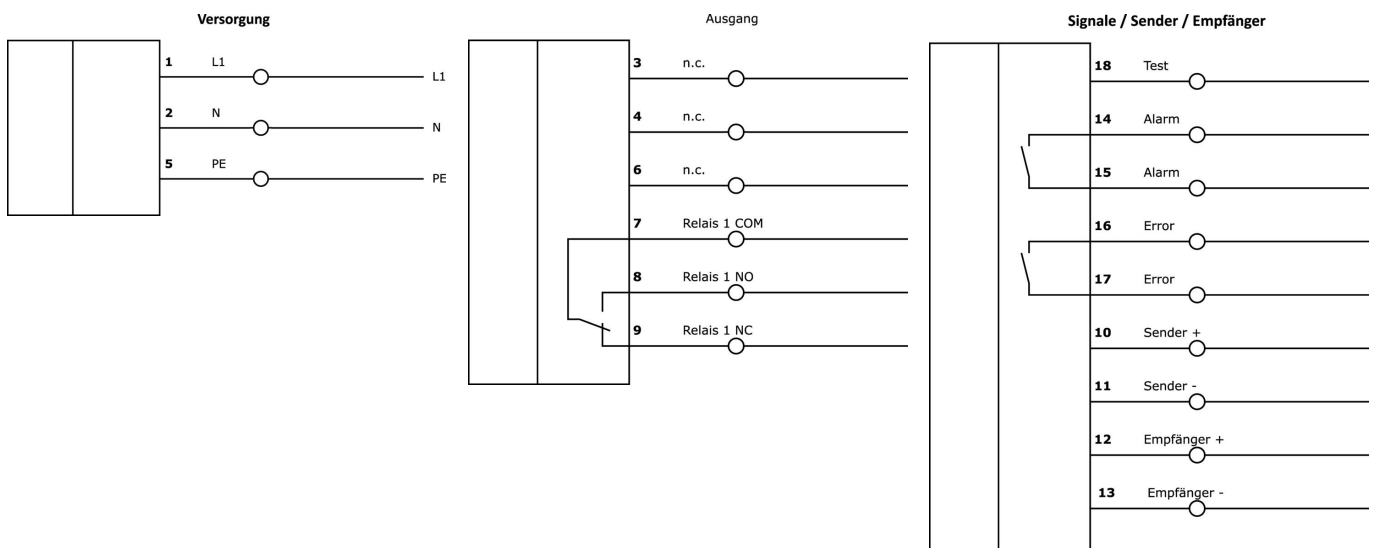 Versorgung
1 L1 L1
2 N N
5 PE PE
Ausgang
3 n.c.
4 n.c.
6 n.c.
7 Relais 1 COM
8 Relais 1 NO
9 Relais 1 NC
Signale / Sender / Empfänger
18 Test
14 Alarm
15 Alarm
16 Error
17 Error
10 Sender +
11 Sender -
12 Empfänger +
13 Empfänger -